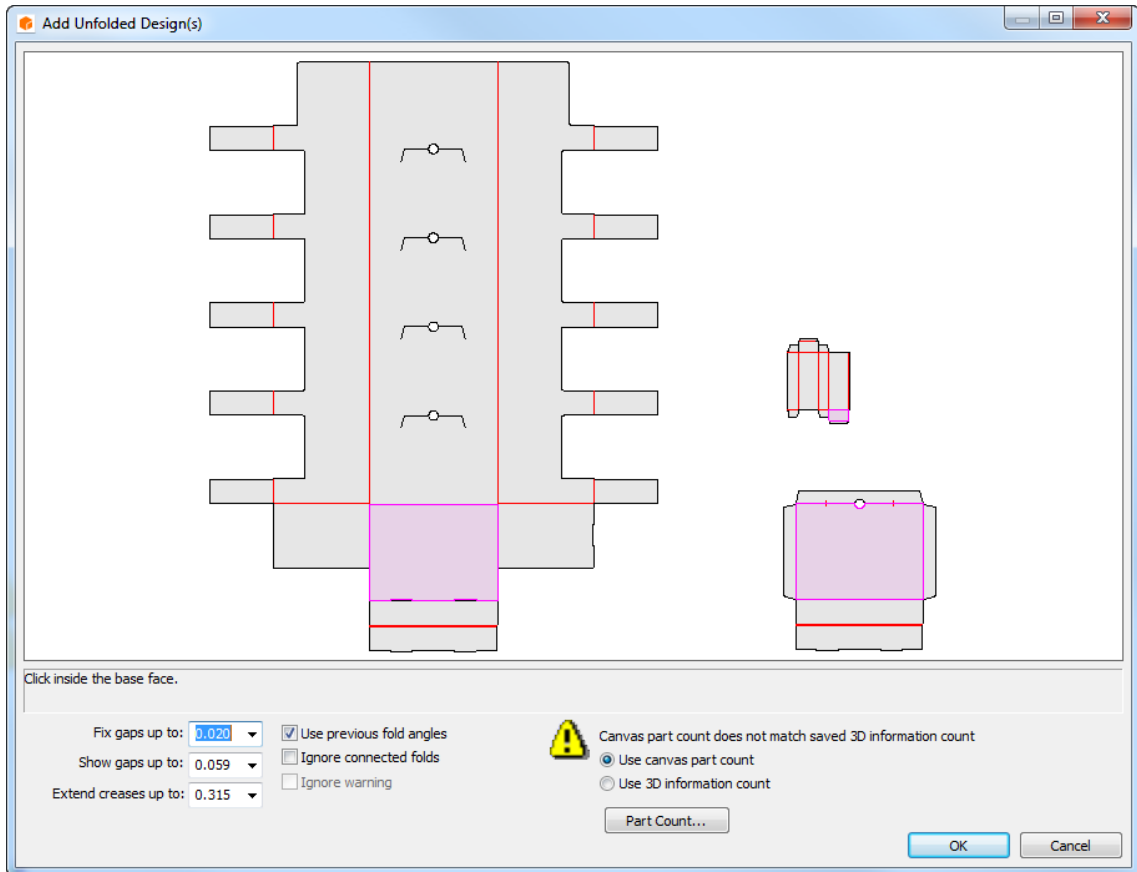 Add Unfolded Design(s)
Click inside the base face.
Fix gaps up to: 0.020
Show gaps up to: 0.059
Extend creases up to: 0.315
Use previous fold angles
Ignore connected folds
Ignore warning
Canvas part count does not match saved 3D information count
Use canvas part count
Use 3D information count
Part Count...
OK
Cancel